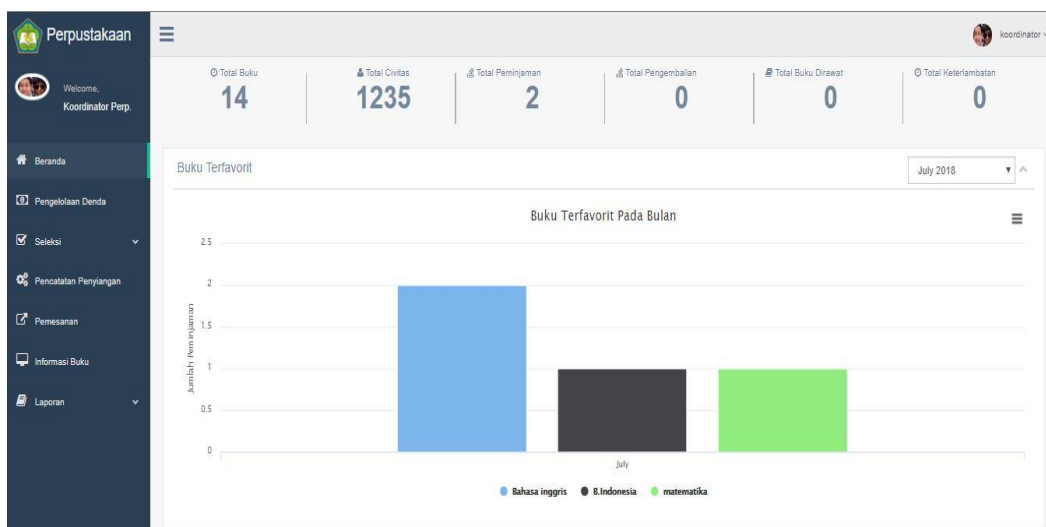 Perpustakaan
koordinator
Welcome,
Koordinator Perp.
Beranda
Pengelolaan Denda
Seleksi
Pencatatan Penyiangan
Pemesanan
Informasi Buku
Laporan
Total Buku
14
Total Civitas
1235
Total Peminjaman
2
Total Pengembalian
0
Total Buku Dirawat
0
Total Keterlambatan
0
Buku Terfavorit
July 2018
Buku Terfavorit Pada Bulan
Jumlah Peminjaman
2.5
2
1.5
1
0.5
0
July
Bahasa inggris
B.Indonesia
matematika